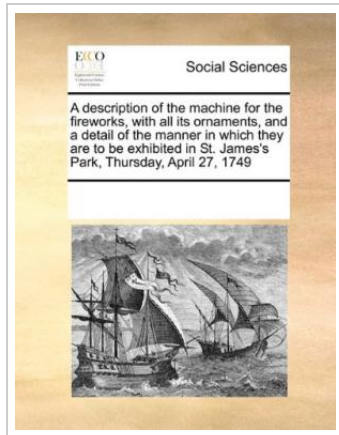 ECCO
Social Sciences
A description of the machine for the
fireworks, with all its ornaments, and
a detail of the manner in which they
are to be exhibited in St. James's
Park, Thursday, April 27, 1749